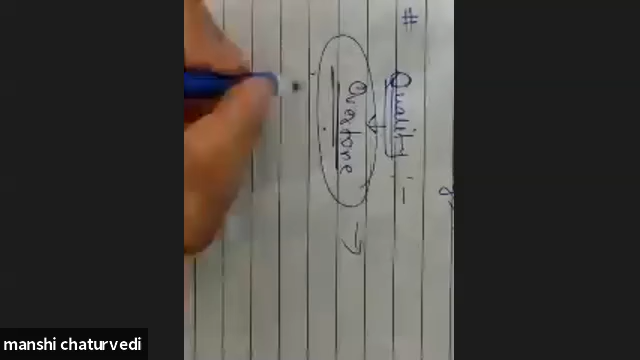 # Quality :-
↓
Overtone →
manshi chaturvedi